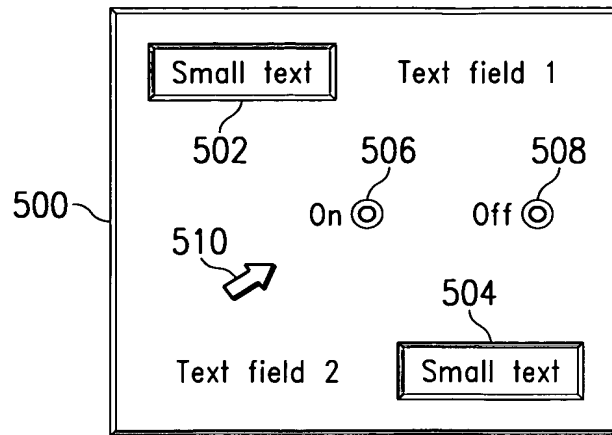 Small text Text field 1
502 506 508
500 On Off
510
504
Text field 2 Small text